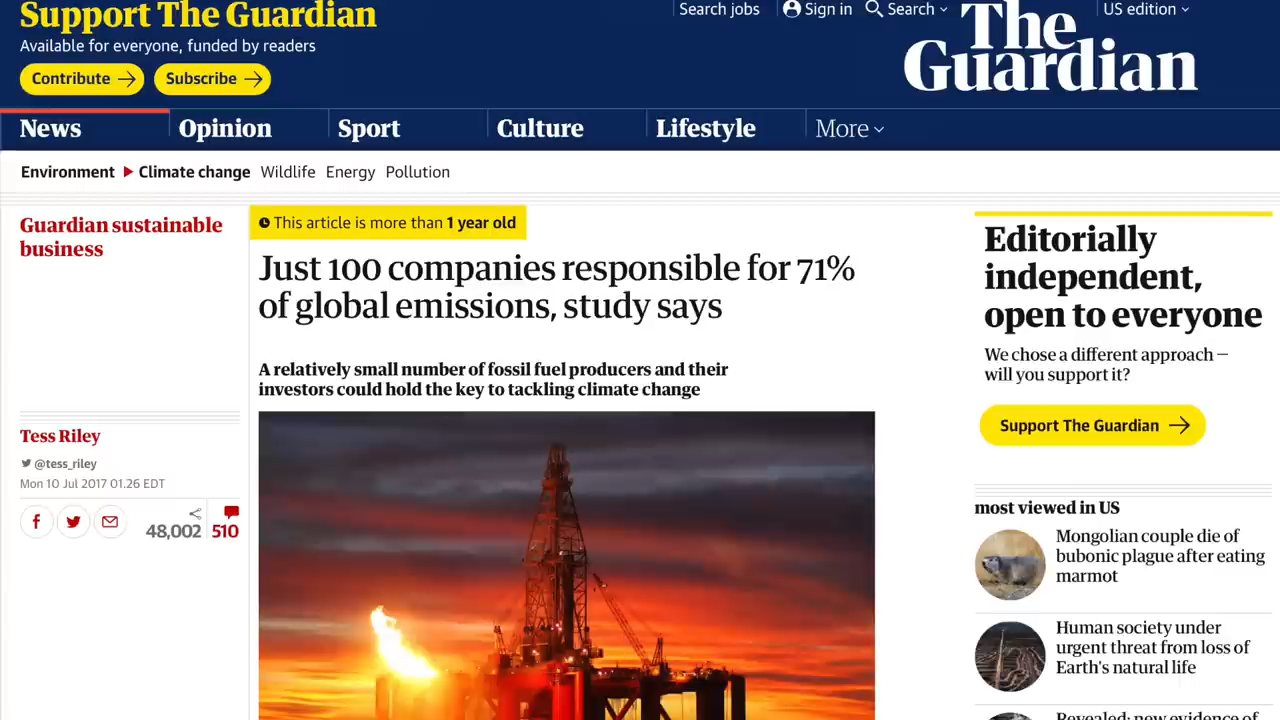 Support The Guardian
Available for everyone, funded by readers
Contribute
Subscribe
Search jobs
Sign in
Search
US edition
The
Guardian
News
Opinion
Sport
Culture
Lifestyle
More
Environment
Climate change
Wildlife
Energy
Pollution
Guardian sustainable
business
This article is more than 1 year old
Just 100 companies responsible for 71%
of global emissions, study says
A relatively small number of fossil fuel producers and their
investors could hold the key to tackling climate change
Tess Riley
@tess_riley
Mon 10 Jul 2017 01.26 EDT
48,002
510
Editorially
independent,
open to everyone
We chose a different approach —
will you support it?
Support The Guardian
most viewed in US
Mongolian couple die of
bubonic plague after eating
marmot
Human society under
urgent threat from loss of
Earth's natural life
Revealed: new evidence of